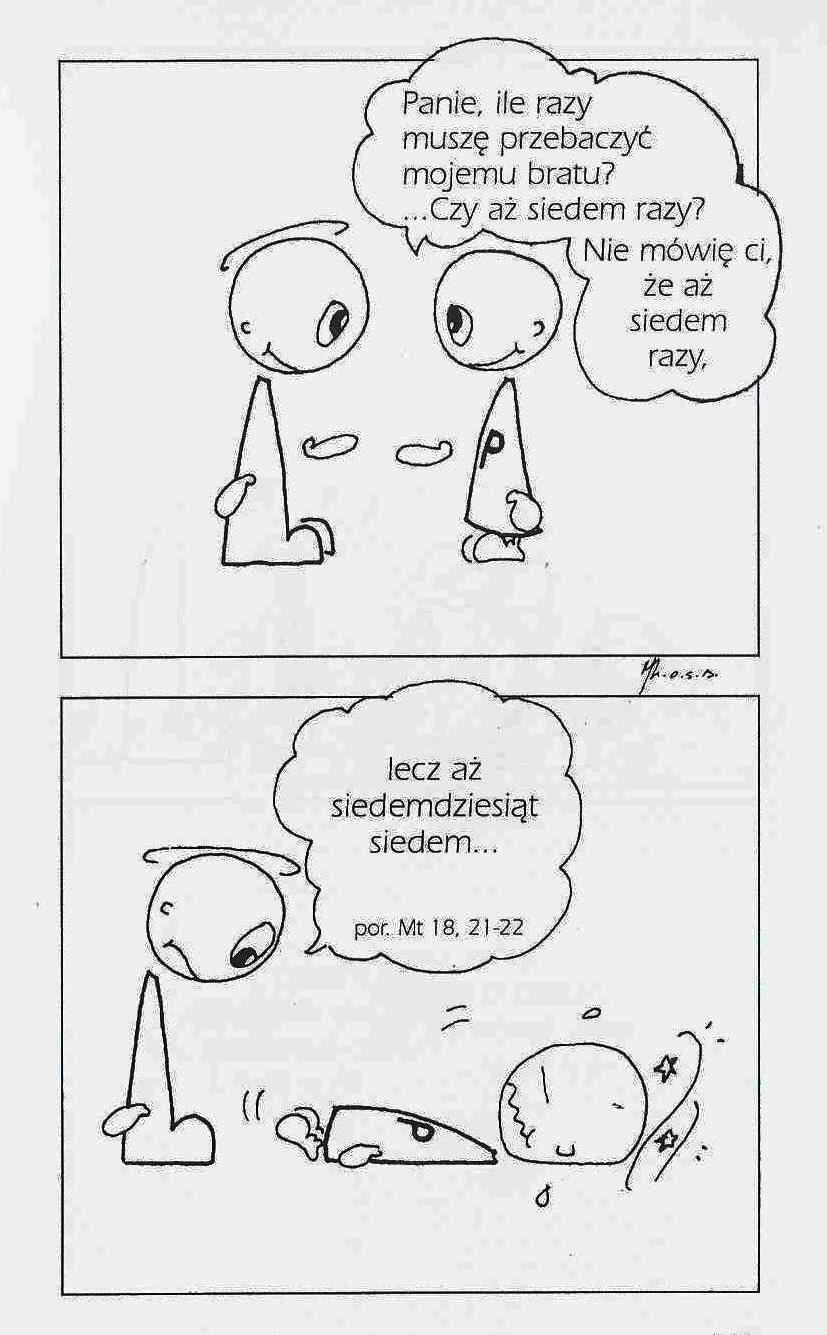 Panie, ile razy
muszę przebaczyć
mojemu bratu?
...Czy aż siedem razy?
Nie mówię ci,
że aż
siedem
razy,
P
lecz aż
siedemdziesiąt
siedem...
por. Mt 18, 21-22
P